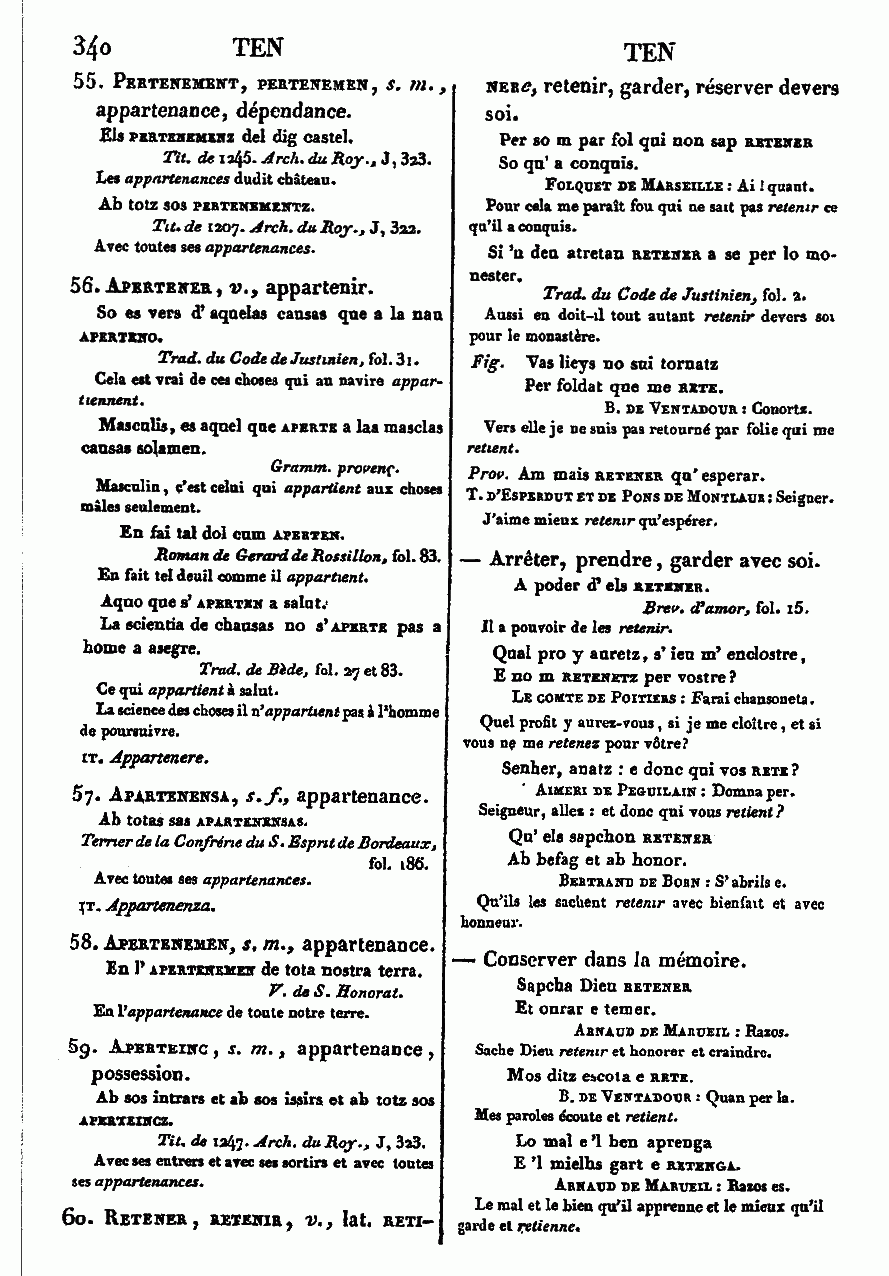 340 TEN TEN
55. Pertenement, pertenemen, s. m.,
appartenance, dépendance.
Els pertenemenz del dig castel.
Tit. de 1245. Arch. du Roy., J, 323.
Les appartenances dudit château.
Ab totz sos pertenementz.
Tit. de 1207. Arch. du Roy., J, 322.
Avec toutes ses appartenances.
56. Apertener, v., appartenir.
So es vers d'aquelas causas que a la nau
aperteno.
Trad. du Code de Justinien, fol. 31.
Cela est vrai de ces choses qui au navire appar-
tiennent.
Masculis, es aquel que aperte a las masclas
causas solamen.
Gramm. provenç.
Masculin, c'est celui qui appartient aux choses
mâles seulement.
En fai tal dol cum aperten.
Roman de Gerard de Rossillon, fol. 83.
En fait tel deuil comme il appartient.
Aquo que s'aperten a salut.
La scientia de chausas no s'aperte pas a
home a asegre.
Trad. de Bède, fol. 27 et 83.
Ce qui appartient à salut.
La science des choses il n'appartient pas à l'homme
de poursuivre.
it. Appartenere.
57. Apartenensa, s. f., appartenance.
Ab totas sas apartenensas.
Terrier de la Confrérie du S. Esprit de Bordeaux,
fol. 186.
Avec toutes ses appartenances.
it. Appartenenza.
58. Apertenemen, s. m., appartenance.
En l'apertenemen de tota nostra terra.
V. de S. Honorat.
En l'appartenance de toute notre terre.
59. Aperteinc, s. m., appartenance,
possession.
Ab sos intrars et ab sos issirs et ab totz sos
aperteincz.
Tit. de 1247. Arch. du Roy., J, 323.
Avec ses entrers et avec ses sortirs et avec toutes
ses appartenances.
60. Retener, retenir, v., lat. reti-
nere, retenir, garder, réserver devers
soi.
Per so m par fol qui non sap retener
So qu'a conquis.
Folquet de Marseille : Ai ! quant.
Pour cela me paraît fou qui ne sait pas retenir ce
qu'il a conquis.
Si 'n deu atretan retener a se per lo mo-
nester.
Trad. du Code de Justinien, fol. 2.
Aussi en doit-il tout autant retenir devers soi
pour le monastère.
Fig. Vas lieys no sui tornatz
Per foldat que me rete.
B. de Ventadour : Conortz.
Vers elle je ne suis pas retourné par folie qui me
retient.
Prov. Am mais retener qu'esperar.
T. d'Esperdut et de Pons de Montlaur : Seigner.
J'aime mieux retenir qu'espérer.
— Arrêter, prendre, garder avec soi.
A poder d'els retener.
Brev. d'amor, fol. 15.
Il a pouvoir de les retenir.
Qual pro y auretz, s'ieu m'enclostre,
E no m retenetz per vostre?
Le comte de Poitiers : Farai chansoneta.
Quel profit y aurez-vous, si je me cloître, et si
vous ne me retenez pour vôtre?
Senher, anatz : e donc qui vos rete?
Aimeri de Peguilain : Domna per.
Seigneur, allez : et donc qui vous retient?
Qu'els sapchon retener
Ab befag et ab honor.
Bertrand de Born : S'abrils e.
Qu'ils les sachent retenir avec bienfait et avec
honneur.
— Conserver dans la mémoire.
Sapcha Dieu retener
Et onrar e temer.
Arnaud de Marueil : Razos.
Sache Dieu retenir et honorer et craindre.
Mos ditz escota e rete.
B. de Ventadour : Quan per la.
Mes paroles écoute et retient.
Lo mal e 'l ben aprenga
E 'l mielhs gart e retenga.
Arnaud de Marueil : Razos es.
Le mal et le bien qu'il apprenne et le mieux qu'il
garde et retienne.